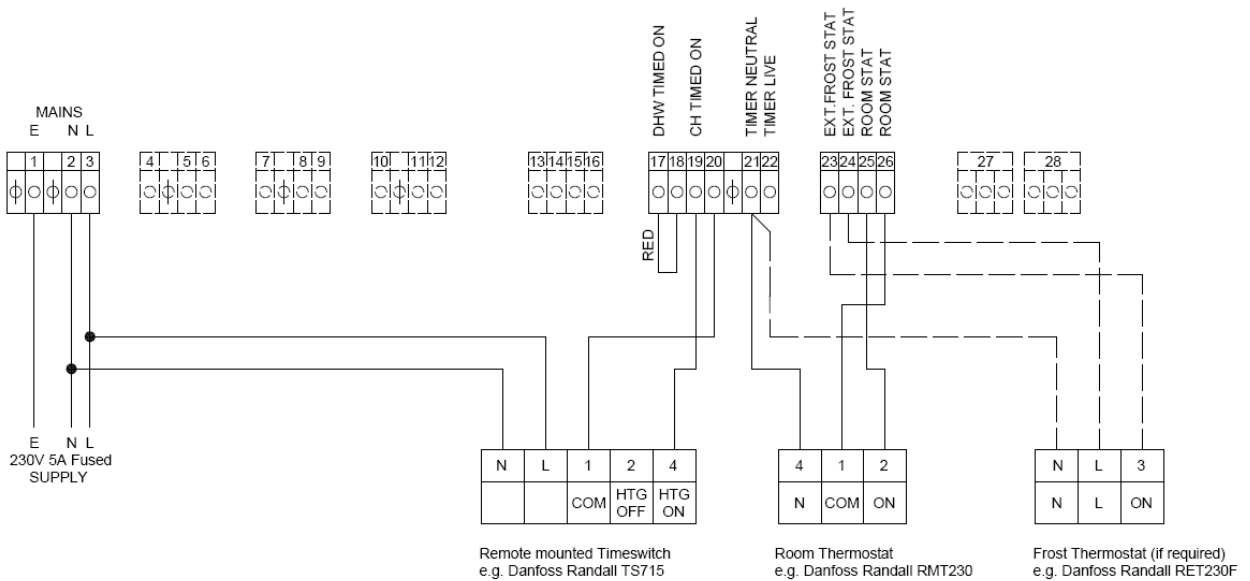 DHW TIMED ON
CH TIMED ON
TIMER NEUTRAL
TIMER LIVE
EXT.FROST STAT
EXT. FROST STAT
ROOM STAT
ROOM STAT
MAINS
E N L
1 2 3
4 5 6
7 8 9
10 11 12
13 14 15 16
17 18 19 20 21 22
23 24 25 26
27
28
RED
E N L
230V 5A Fused
SUPPLY
N L 1 2 4
COM HTG OFF HTG ON
4 1 2
N COM ON
N L 3
N L ON
Remote mounted Timeswitch
e.g. Danfoss Randall TS715
Room Thermostat
e.g. Danfoss Randall RMT230
Frost Thermostat (if required)
e.g. Danfoss Randall RET230F